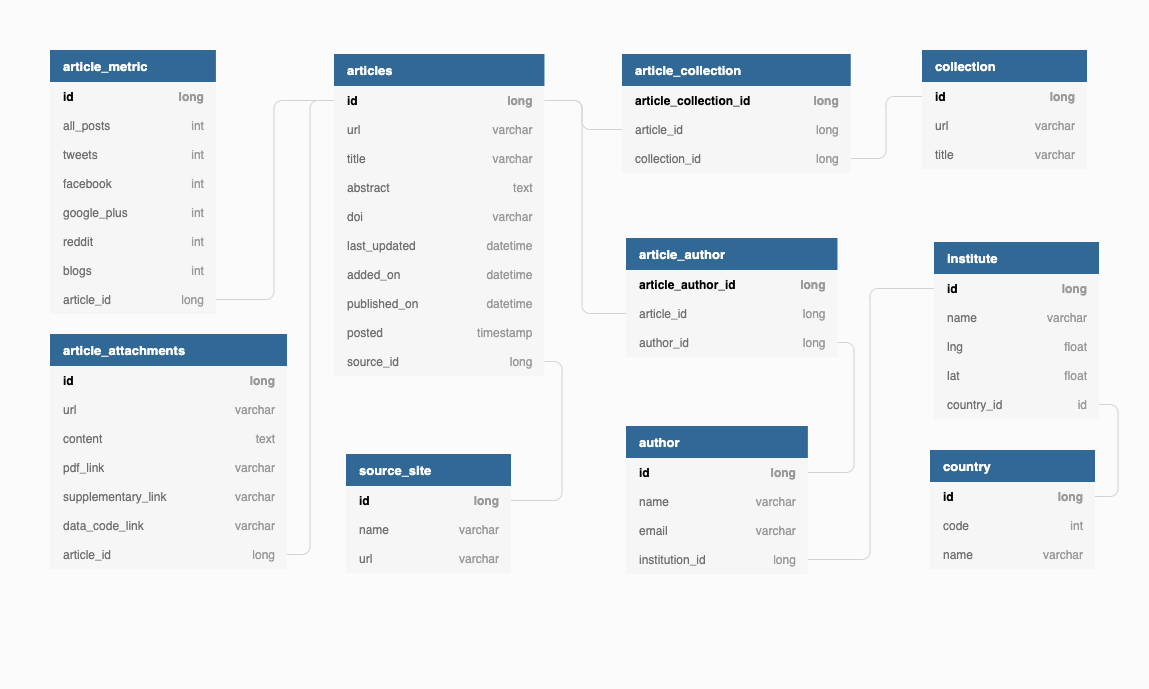 article_metric
id long
all_posts int
tweets int
facebook int
google_plus int
reddit int
blogs int
article_id long
article_attachments
id long
url varchar
content text
pdf_link varchar
supplementary_link varchar
data_code_link varchar
article_id long
articles
id long
url varchar
title varchar
abstract text
doi varchar
last_updated datetime
added_on datetime
published_on datetime
posted timestamp
source_id long
source_site
id long
name varchar
url varchar
article_collection
article_collection_id long
article_id long
collection_id long
article_author
article_author_id long
article_id long
author_id long
author
id long
name varchar
email varchar
institution_id long
collection
id long
url varchar
title varchar
institute
id long
name varchar
lng float
lat float
country_id id
country
id long
code int
name varchar